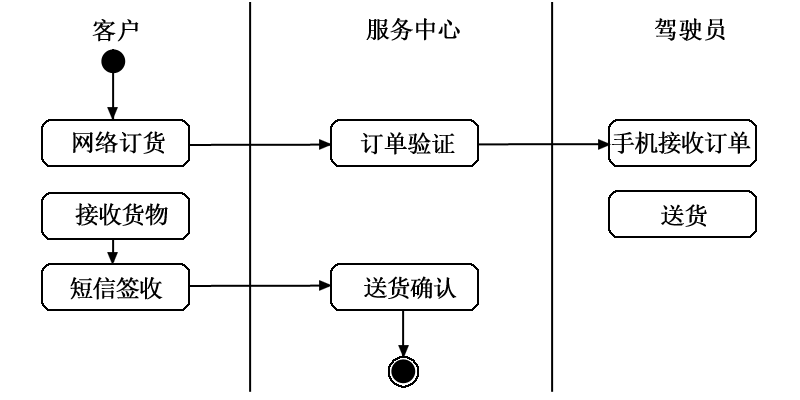 客户
服务中心
驾驶员
网络订货
订单验证
手机接收订单
接收货物
送货
短信签收
送货确认